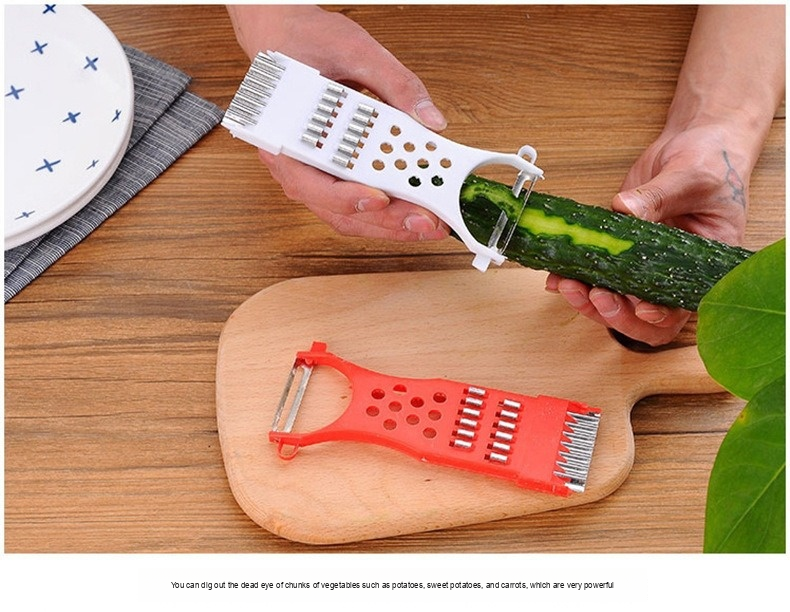 You can dig out the dead eye of chunks of vegetables such as potatoes, sweet potatoes, and carrots, which are very powerful